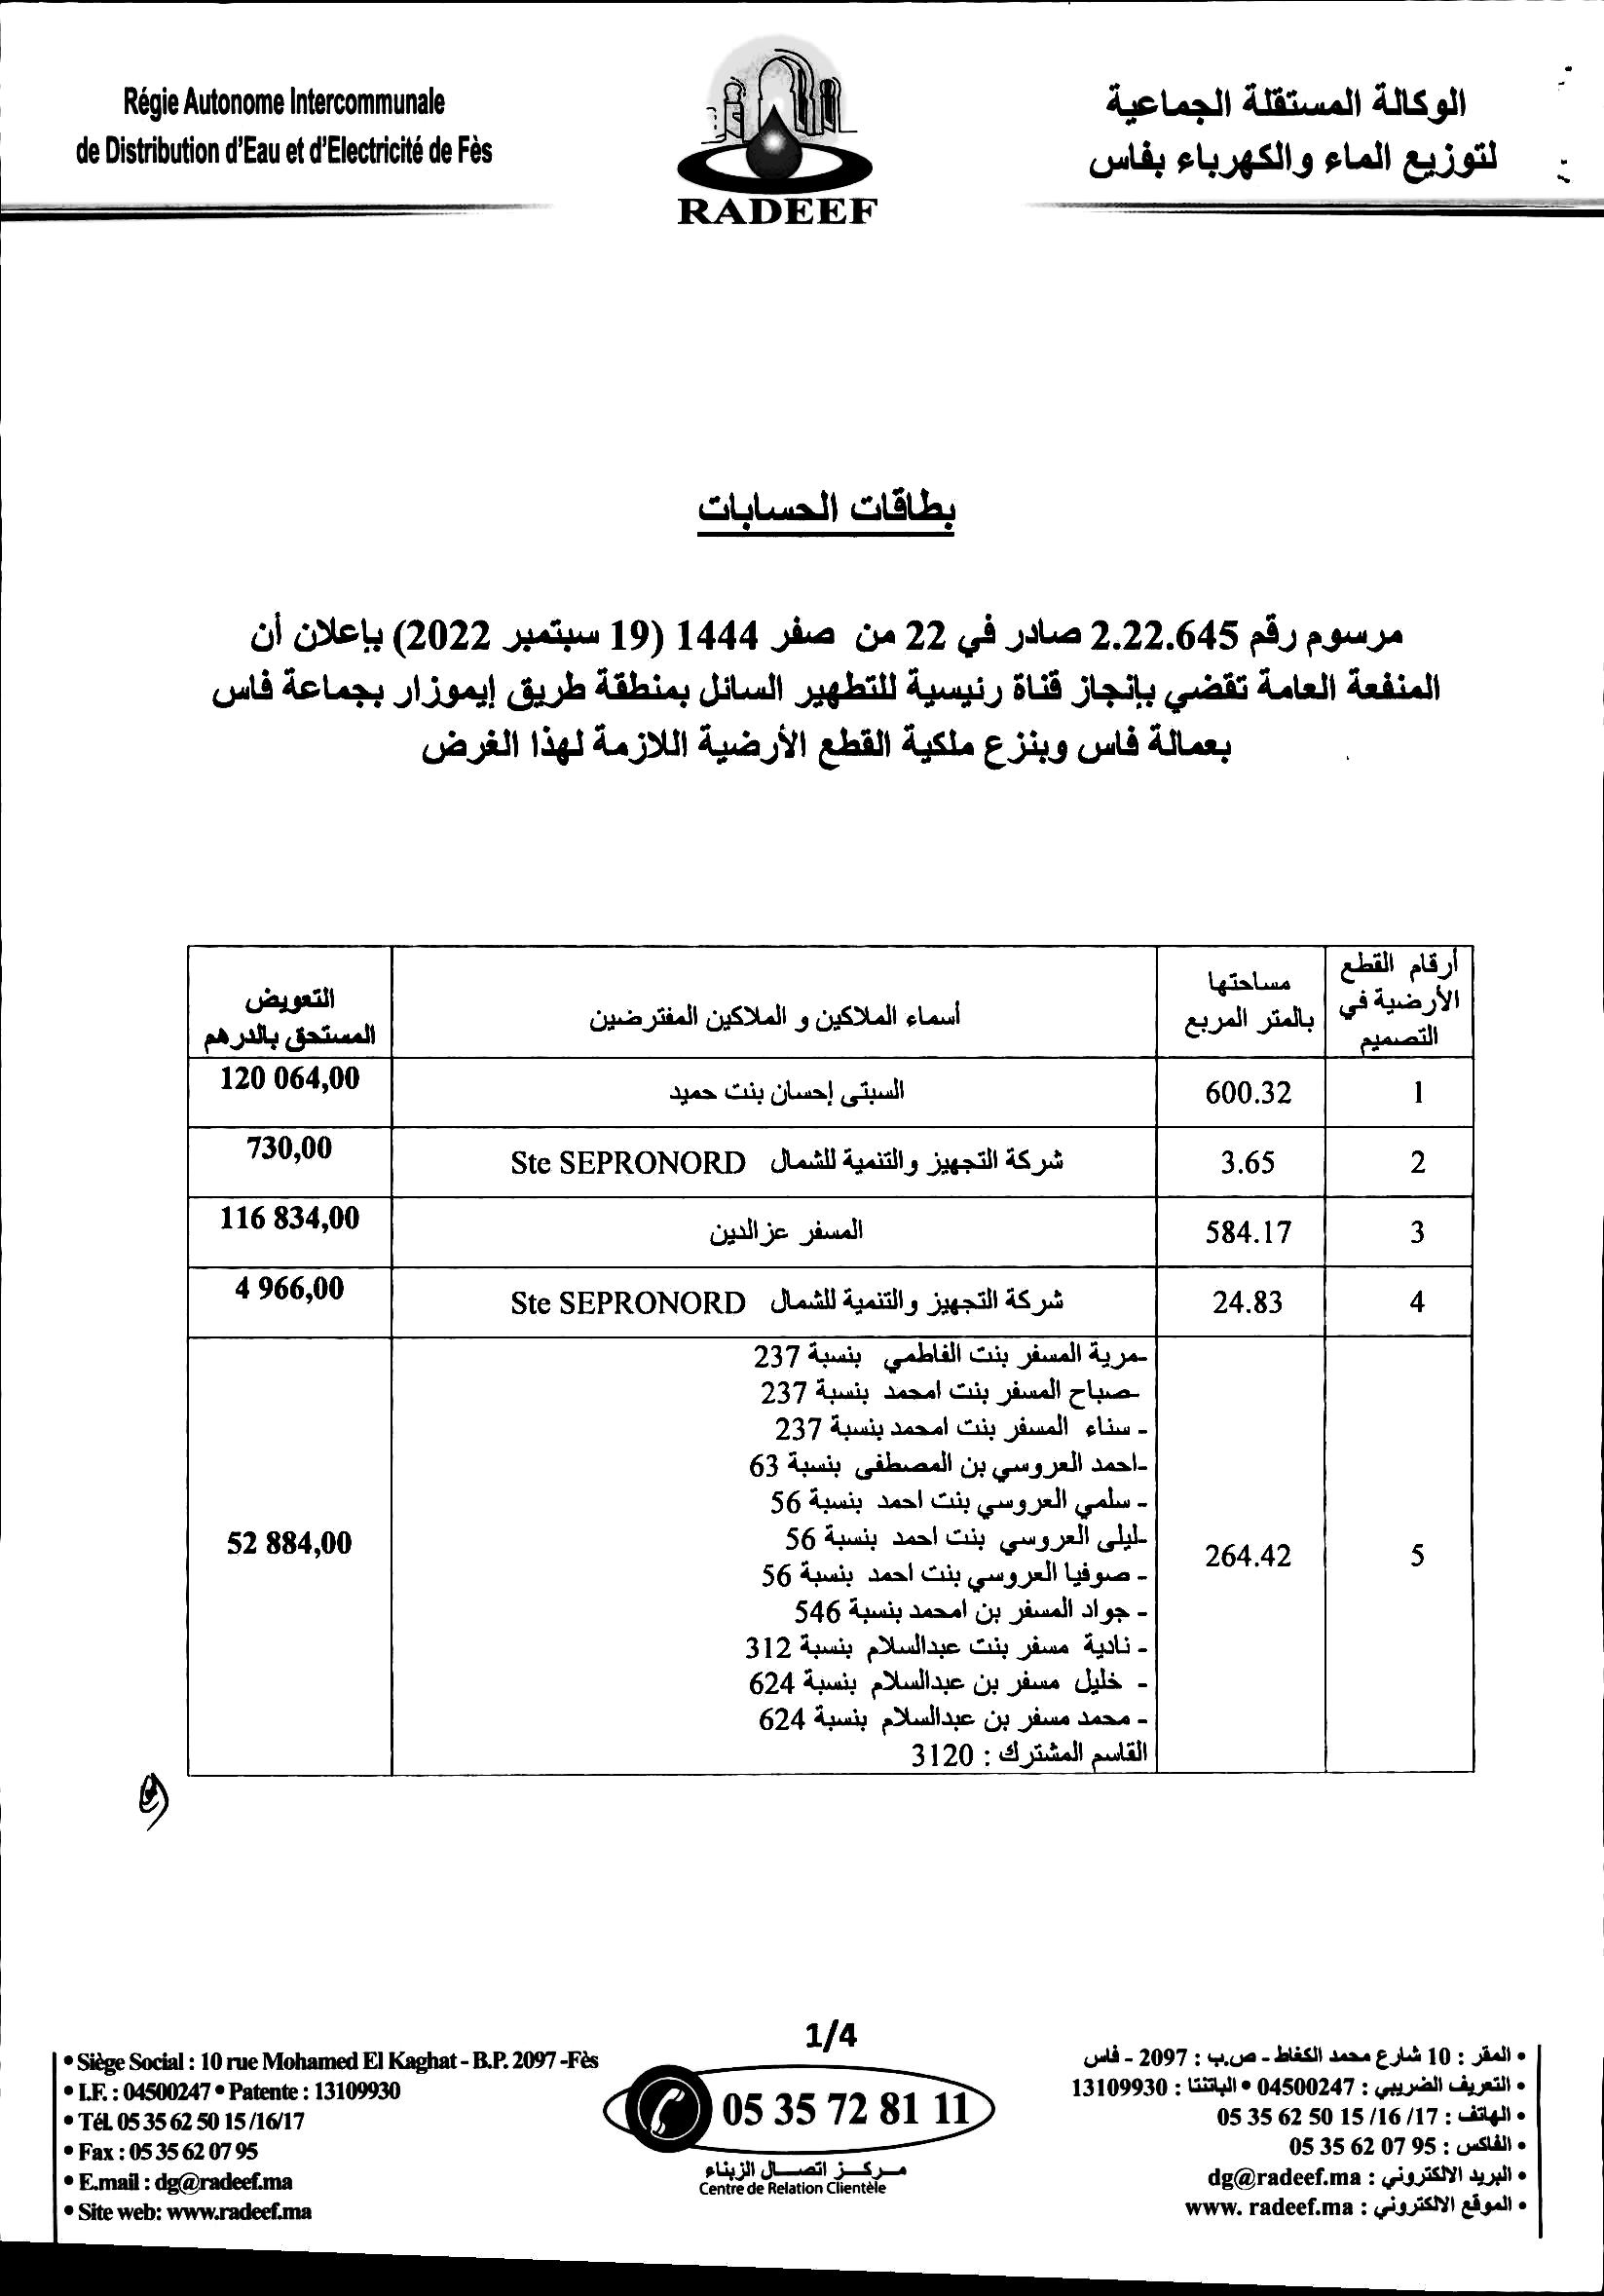 Régie Autonome Intercommunale
de Distribution d'Eau et d'Electricité de Fès
RADEEF
الوكالة المستقلة الجماعية
لتوزيع الماء والكهرباء بفاس
بطاقات الحسابات
مرسوم رقم 2.22.645 صادر في 22 من صفر 1444 (19 سبتمبر 2022) بإعلان أن
المنفعة العامة تقضي بإنجاز قناة رئيسية للتطهير السائل بمنطقة طريق إيموزار بجماعة فاس
بعمالة فاس وبنزع ملكية القطع الأرضية اللازمة لهذا الغرض
أرقام القطع
الأرضية في
التصميم
مساحتها
بالمتر المربع
أسماء الملاكين و الملاكين المفترضين
التعويض
المستحق بالدرهم
1 600.32 السبتى إحسان بنت حميد 120 064,00
2 3.65 شركة التجهيز والتنمية للشمال Ste SEPRONORD 730,00
3 584.17 المسفر عزالدين 116 834,00
4 24.83 شركة التجهيز والتنمية للشمال Ste SEPRONORD 4 966,00
5 264.42
-مرية المسفر بنت الفاطمي بنسبة 237
-صباح المسفر بنت امحمد بنسبة 237
- سناء المسفر بنت امحمد بنسبة 237
-احمد العروسي بن المصطفى بنسبة 63
- سلمي العروسي بنت احمد بنسبة 56
-ليلى العروسي بنت احمد بنسبة 56
- صوفيا العروسي بنت احمد بنسبة 56
- جواد المسفر بن امحمد بنسبة 546
- نادية مسفر بنت عبدالسلام بنسبة 312
- خليل مسفر بن عبدالسلام بنسبة 624
- محمد مسفر بن عبدالسلام بنسبة 624
القاسم المشترك : 3120
52 884,00
1/4
• Siège Social : 10 rue Mohamed El Kaghat - B.P. 2097 -Fès
• I.F. : 04500247 • Patente : 13109930
• Tél. 05 35 62 50 15 /16/17
• Fax : 05 35 62 07 95
• E.mail : dg@radeef.ma
• Site web: www.radeef.ma
05 35 72 81 11
مركز اتصال الزبناء
Centre de Relation Clientèle
• المقر : 10 شارع محمد الكغاط - ص.ب : 2097 - فاس
• التعريف الضريبي : 04500247 • الباتنتا : 13109930
• الهاتف : 05 35 62 50 15 /16 /17
• الفاكس : 05 35 62 07 95
• البريد الالكتروني : dg@radeef.ma
• الموقع الالكتروني : www. radeef.ma